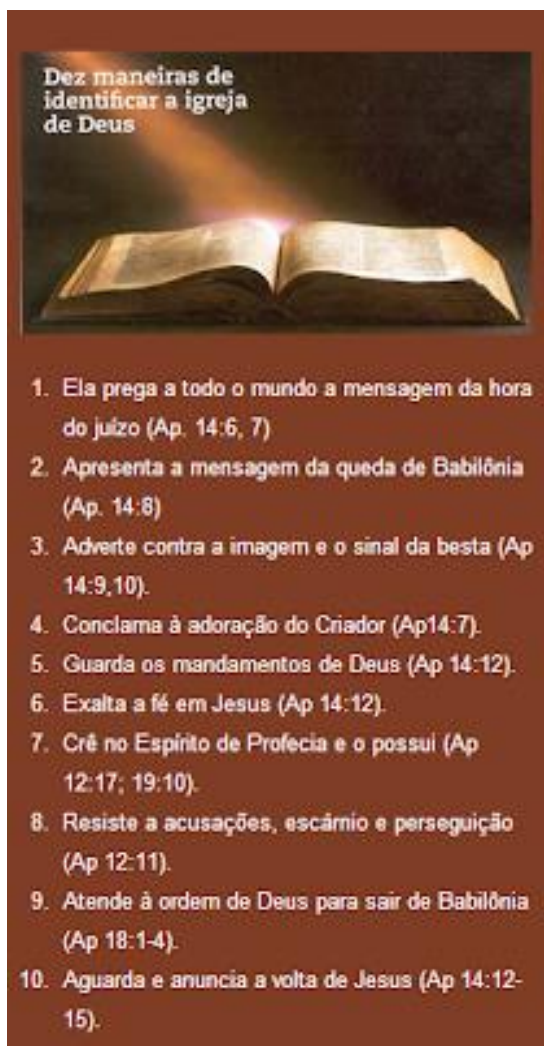 Dez maneiras de
identificar a igreja
de Deus
1. Ela prega a todo o mundo a mensagem da hora
do juízo (Ap. 14:6, 7)
2. Apresenta a mensagem da queda de Babilônia
(Ap. 14:8)
3. Adverte contra a imagem e o sinal da besta (Ap
14:9,10).
4. Conclama à adoração do Criador (Ap14:7).
5. Guarda os mandamentos de Deus (Ap 14:12).
6. Exalta a fé em Jesus (Ap 14:12).
7. Crê no Espírito de Profecia e o possui (Ap
12:17; 19:10).
8. Resiste a acusações, escárnio e perseguição
(Ap 12:11).
9. Atende à ordem de Deus para sair de Babilônia
(Ap 18:1-4).
10. Aguarda e anuncia a volta de Jesus (Ap 14:12-
15).